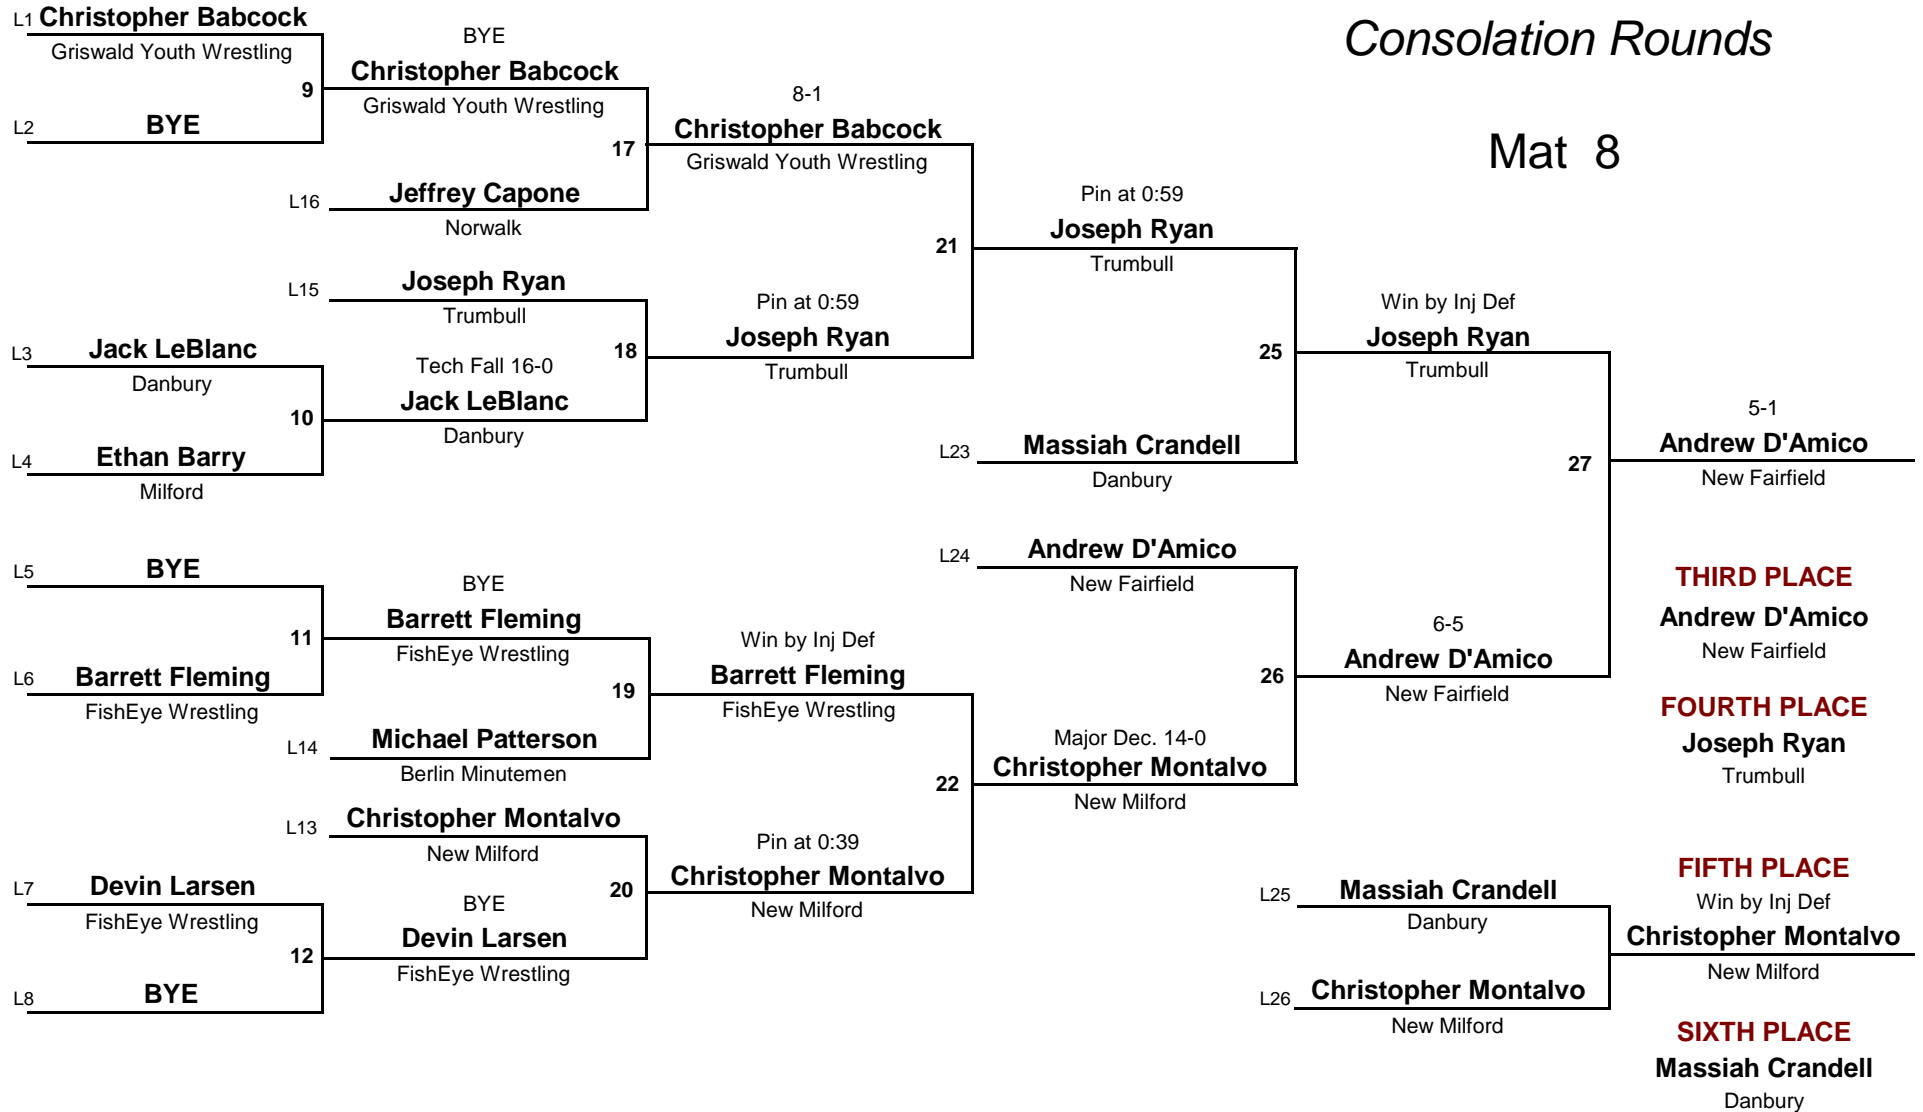 Consolation Rounds
Mat 8
L1 Christopher Babcock
Griswald Youth Wrestling
9
L2 BYE
BYE
Christopher Babcock
Griswald Youth Wrestling
17
L16 Jeffrey Capone
Norwalk
8-1
Christopher Babcock
Griswald Youth Wrestling
21
L15 Joseph Ryan
Trumbull
18
L3 Jack LeBlanc
Danbury
10
L4 Ethan Barry
Milford
Tech Fall 16-0
Jack LeBlanc
Danbury
Pin at 0:59
Joseph Ryan
Trumbull
Pin at 0:59
Joseph Ryan
Trumbull
25
L23 Massiah Crandell
Danbury
Win by Inj Def
Joseph Ryan
Trumbull
27
5-1
Andrew D'Amico
New Fairfield
L5 BYE
11
L6 Barrett Fleming
FishEye Wrestling
BYE
Barrett Fleming
FishEye Wrestling
19
L14 Michael Patterson
Berlin Minutemen
Win by Inj Def
Barrett Fleming
FishEye Wrestling
22
L13 Christopher Montalvo
New Milford
20
L7 Devin Larsen
FishEye Wrestling
12
L8 BYE
BYE
Devin Larsen
FishEye Wrestling
Pin at 0:39
Christopher Montalvo
New Milford
L24 Andrew D'Amico
New Fairfield
26
Major Dec. 14-0
Christopher Montalvo
New Milford
6-5
Andrew D'Amico
New Fairfield
THIRD PLACE
Andrew D'Amico
New Fairfield
FOURTH PLACE
Joseph Ryan
Trumbull
L25 Massiah Crandell
Danbury
L26 Christopher Montalvo
New Milford
FIFTH PLACE
Win by Inj Def
Christopher Montalvo
New Milford
SIXTH PLACE
Massiah Crandell
Danbury